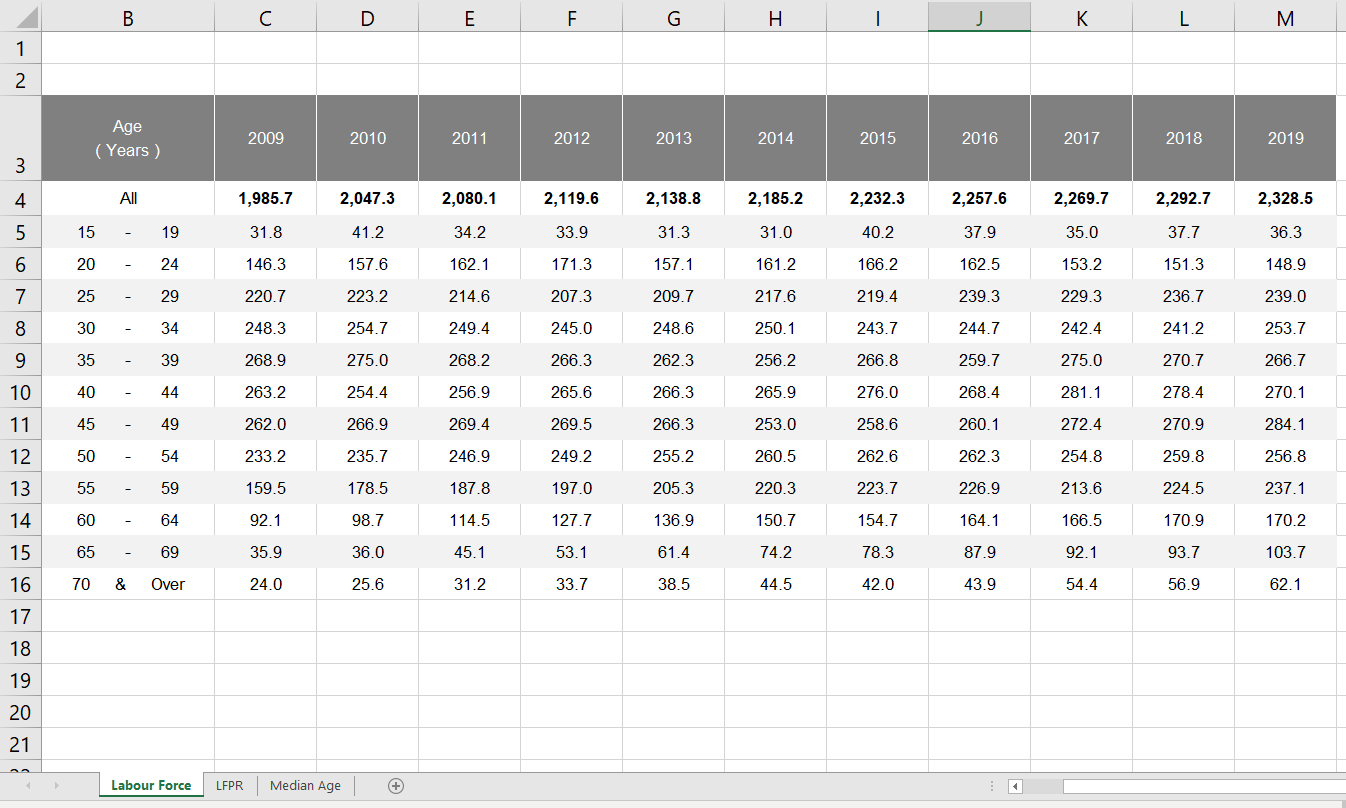 B C D E F G H I J K L M
1
2
3 Age ( Years ) 2009 2010 2011 2012 2013 2014 2015 2016 2017 2018 2019
4 All 1,985.7 2,047.3 2,080.1 2,119.6 2,138.8 2,185.2 2,232.3 2,257.6 2,269.7 2,292.7 2,328.5
5 15 - 19 31.8 41.2 34.2 33.9 31.3 31.0 40.2 37.9 35.0 37.7 36.3
6 20 - 24 146.3 157.6 162.1 171.3 157.1 161.2 166.2 162.5 153.2 151.3 148.9
7 25 - 29 220.7 223.2 214.6 207.3 209.7 217.6 219.4 239.3 229.3 236.7 239.0
8 30 - 34 248.3 254.7 249.4 245.0 248.6 250.1 243.7 244.7 242.4 241.2 253.7
9 35 - 39 268.9 275.0 268.2 266.3 262.3 256.2 266.8 259.7 275.0 270.7 266.7
10 40 - 44 263.2 254.4 256.9 265.6 266.3 265.9 276.0 268.4 281.1 278.4 270.1
11 45 - 49 262.0 266.9 269.4 269.5 266.3 253.0 258.6 260.1 272.4 270.9 284.1
12 50 - 54 233.2 235.7 246.9 249.2 255.2 260.5 262.6 262.3 254.8 259.8 256.8
13 55 - 59 159.5 178.5 187.8 197.0 205.3 220.3 223.7 226.9 213.6 224.5 237.1
14 60 - 64 92.1 98.7 114.5 127.7 136.9 150.7 154.7 164.1 166.5 170.9 170.2
15 65 - 69 35.9 36.0 45.1 53.1 61.4 74.2 78.3 87.9 92.1 93.7 103.7
16 70 & Over 24.0 25.6 31.2 33.7 38.5 44.5 42.0 43.9 54.4 56.9 62.1
17
18
19
20
21
Labour Force LFPR Median Age